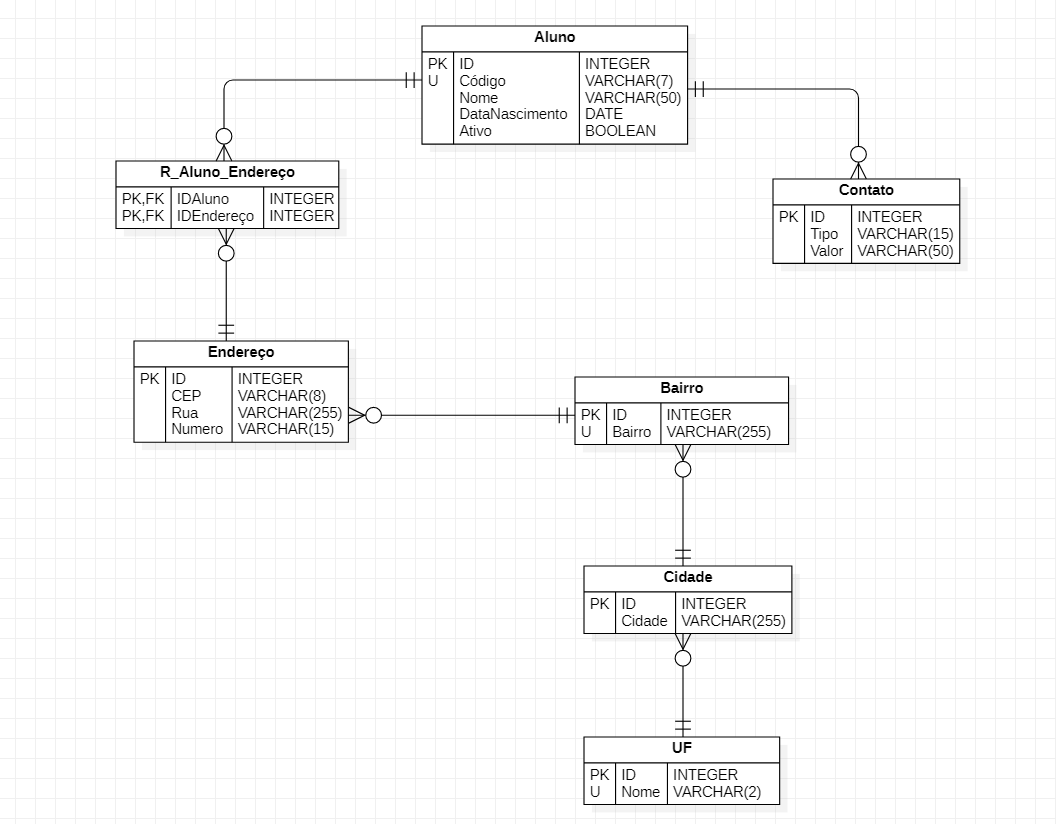 Aluno
PK ID INTEGER
U Código VARCHAR(7)
Nome VARCHAR(50)
DataNascimento DATE
Ativo BOOLEAN
R_Aluno_Endereço
PK,FK IDAluno INTEGER
PK,FK IDEndereço INTEGER
Contato
PK ID INTEGER
Tipo VARCHAR(15)
Valor VARCHAR(50)
Endereço
PK ID INTEGER
CEP VARCHAR(8)
Rua VARCHAR(255)
Numero VARCHAR(15)
Bairro
PK ID INTEGER
U Bairro VARCHAR(255)
Cidade
PK ID INTEGER
Cidade VARCHAR(255)
UF
PK ID INTEGER
U Nome VARCHAR(2)